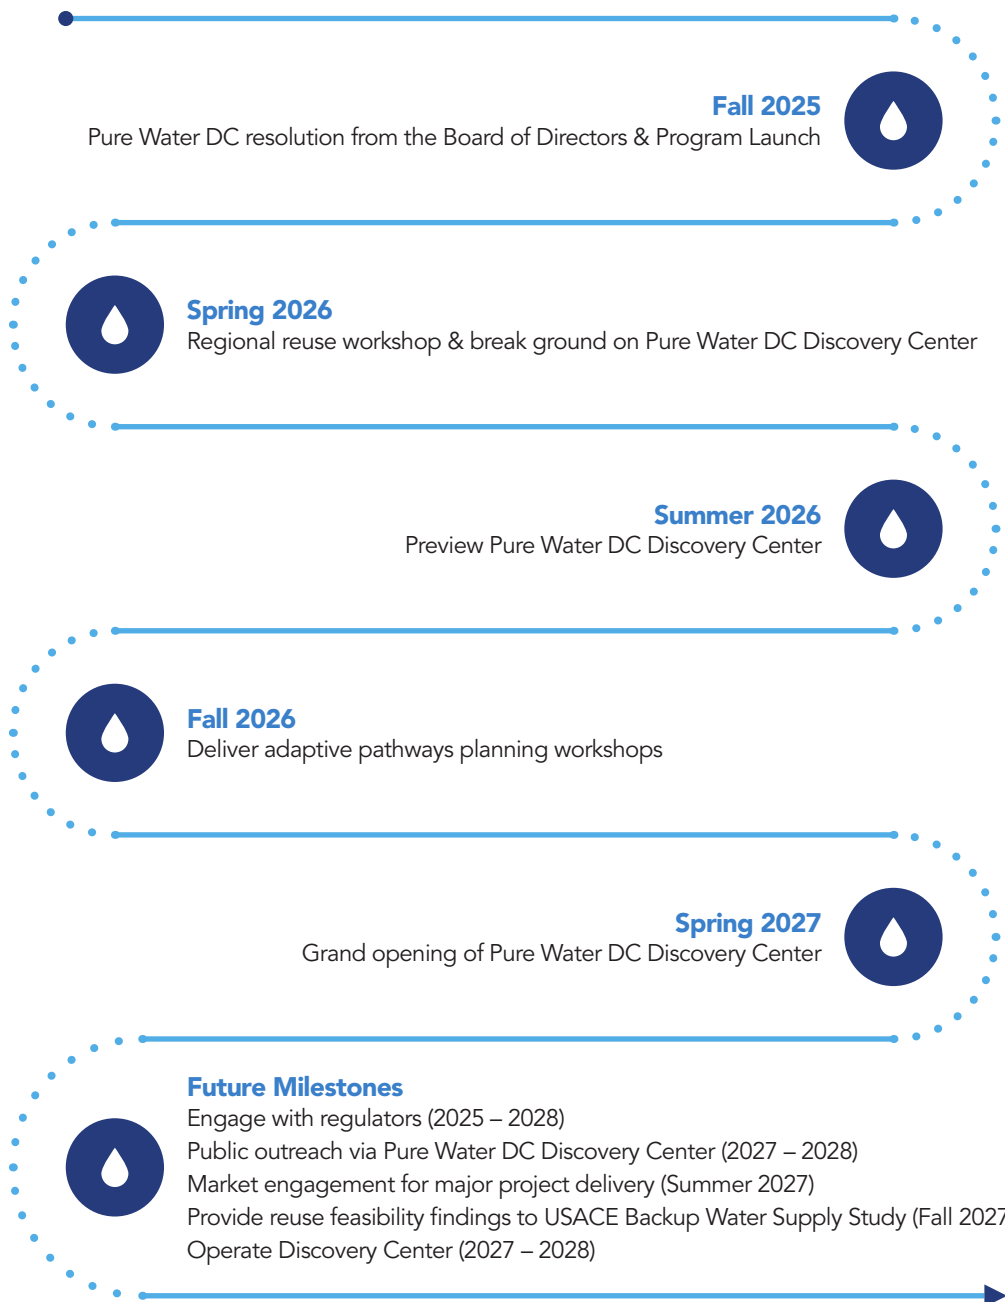 Fall 2025
Pure Water DC resolution from the Board of Directors & Program Launch
Spring 2026
Regional reuse workshop & break ground on Pure Water DC Discovery Center
Summer 2026
Preview Pure Water DC Discovery Center
Fall 2026
Deliver adaptive pathways planning workshops
Spring 2027
Grand opening of Pure Water DC Discovery Center
Future Milestones
Engage with regulators (2025 – 2028)
Public outreach via Pure Water DC Discovery Center (2027 – 2028)
Market engagement for major project delivery (Summer 2027)
Provide reuse feasibility findings to USACE Backup Water Supply Study (Fall 2027
Operate Discovery Center (2027 – 2028)